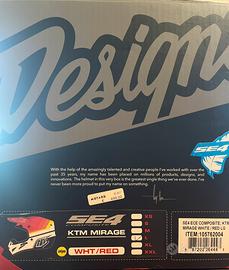 Designs
With the help of the amazingly talented and creative people I've worked with over the
past 35 years, my name has been placed on millions of products, designs, and
innovations. The helmet in this very box is the greatest single thing we've ever done. I've
never been more proud to put my name on something.
SE4
SE4
KTM MIRAGE
WHT/RED
XS
S
M
L
XL
XXL
SE4 ECE COMPOSITE; KTM
MIRAGE WHITE / RED LG
ITEM#